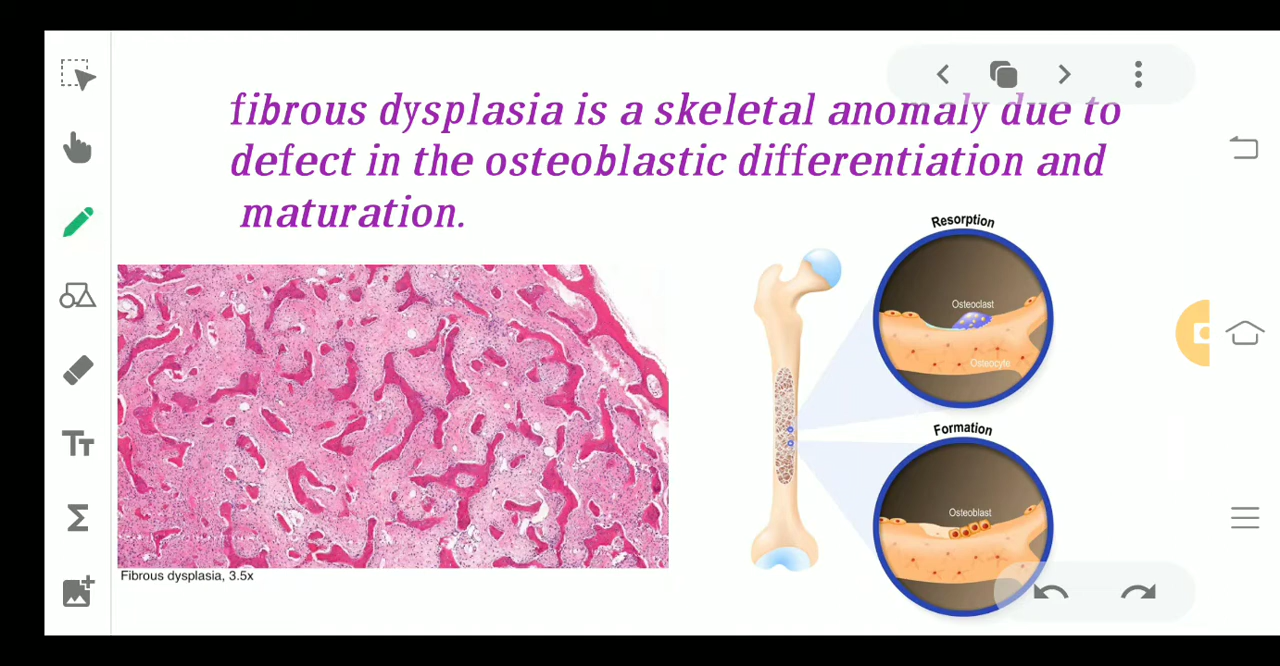 fibrous dysplasia is a skeletal anomaly due to
defect in the osteoblastic differentiation and
maturation.
Resorption
Osteoclast
Osteocyte
Formation
Osteoblast
Fibrous dysplasia, 3.5x
TT
Σ